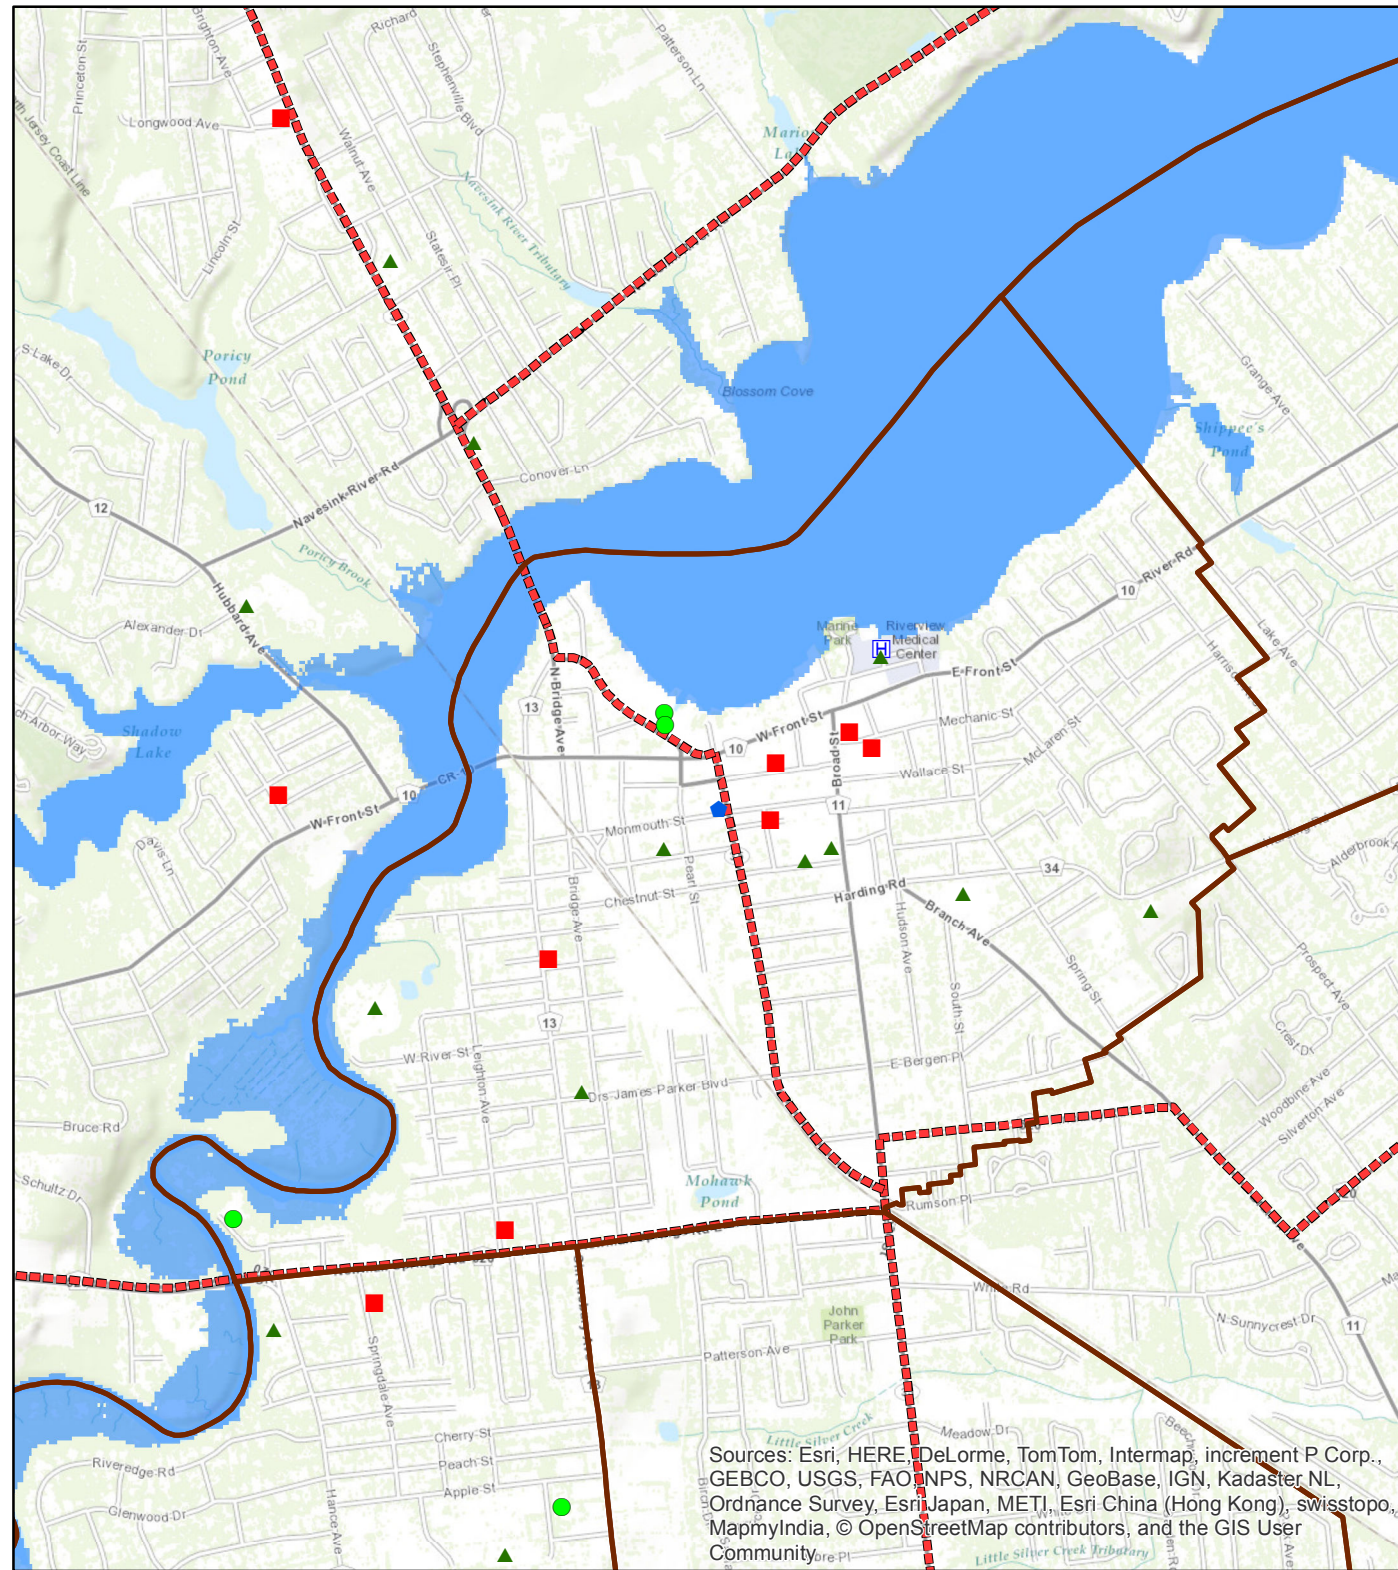 Richard
Brighton Ave
Princeton St
Stephenville Blvd
Patterson Ln
Longwood Ave
Walnut Ave
Jersey Coast Line
Navesink River Tributary
Lincoln St
Statesir Pl
Poricy
Pond
S Lake Dr
Blossom Cove
Grange Ave
Shippee's
Pond
Conover Ln
Navesink River Rd
12
Poricy Brook
10
River Rd
Hubbard Ave
Alexander Dr
Marine
Park
Riverview
Medical
Center
H
Lake Ave
E Front St
N Bridge Ave
13
Mechanic St
McLaren St
ch Arbor Way
Shadow
Lake
W Front St
10
Broad St
Wallace St
CR-10
10
W Front St
11
Monmouth St
Davis Ln
Pearl St
34
Chestnut St
Harding Rd
Bridge Ave
Hudson Ave
Branch Ave
Prospect Ave
Spring St
South St
13
Crest Dr
W River St
Leighton Ave
E Bergen Pl
Drs James Parker Blvd
Woodbine Ave
Silverton Ave
Bruce Rd
Schultz Dr
Mohawk
Pond
Rumson Pl
White Rd
John
Parker
Park
N Sunnycrest Dr
11
Springdale Ave
Patterson Ave
Cherry St
Little Silver Creek
Meadow Dr
Riveredge Rd
Peach St
Apple St
Hance Ave
Glenwood Dr
Sources: Esri, HERE, DeLorme, TomTom, Intermap, increment P Corp.,
GEBCO, USGS, FAO, NPS, NRCAN, GeoBase, IGN, Kadaster NL,
Ordnance Survey, Esri Japan, METI, Esri China (Hong Kong), swisstopo,
MapmyIndia, © OpenStreetMap contributors, and the GIS User
Community
Little Silver Creek Tributary